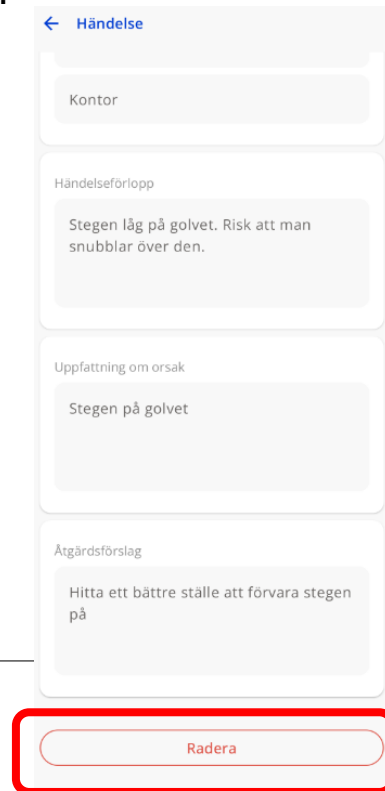 Händelse
Kontor
Händelseförlopp
Stegen låg på golvet. Risk att man
snubblar över den.
Uppfattning om orsak
Stegen på golvet
Åtgärdsförslag
Hitta ett bättre ställe att förvara stegen
på
Radera